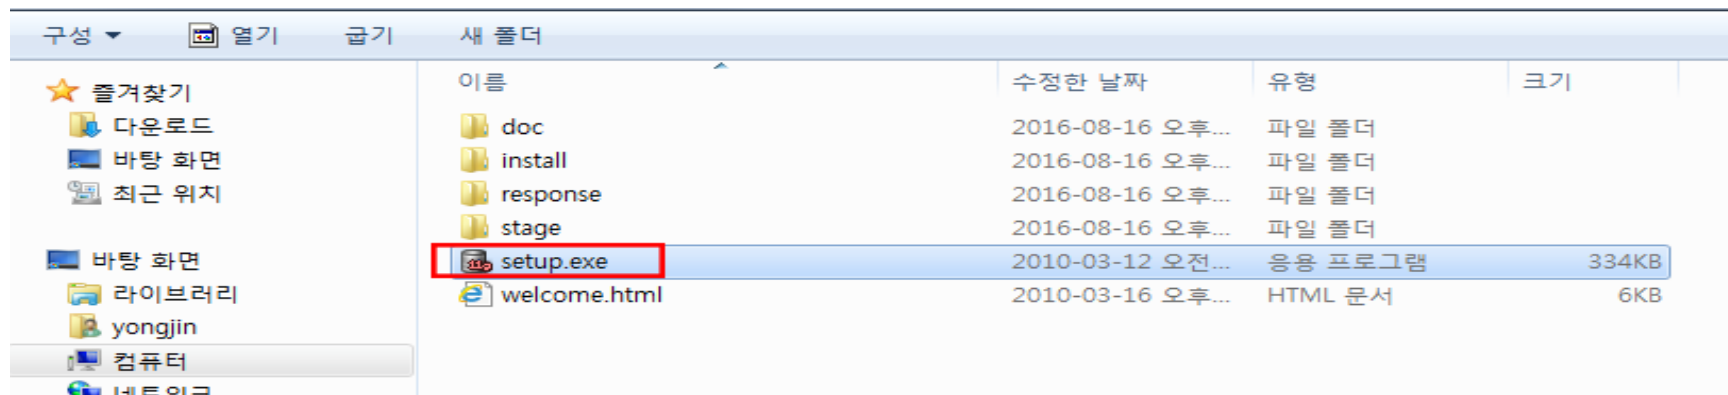 구성 열기 굽기 새 폴더
이름 수정한 날짜 유형 크기
즐겨찾기
다운로드
바탕 화면
최근 위치
바탕 화면
라이브러리
yongjin
컴퓨터
네트워크
doc 2016-08-16 오후... 파일 폴더
install 2016-08-16 오후... 파일 폴더
response 2016-08-16 오후... 파일 폴더
stage 2016-08-16 오후... 파일 폴더
setup.exe 2010-03-12 오전... 응용 프로그램 334KB
welcome.html 2010-03-16 오후... HTML 문서 6KB